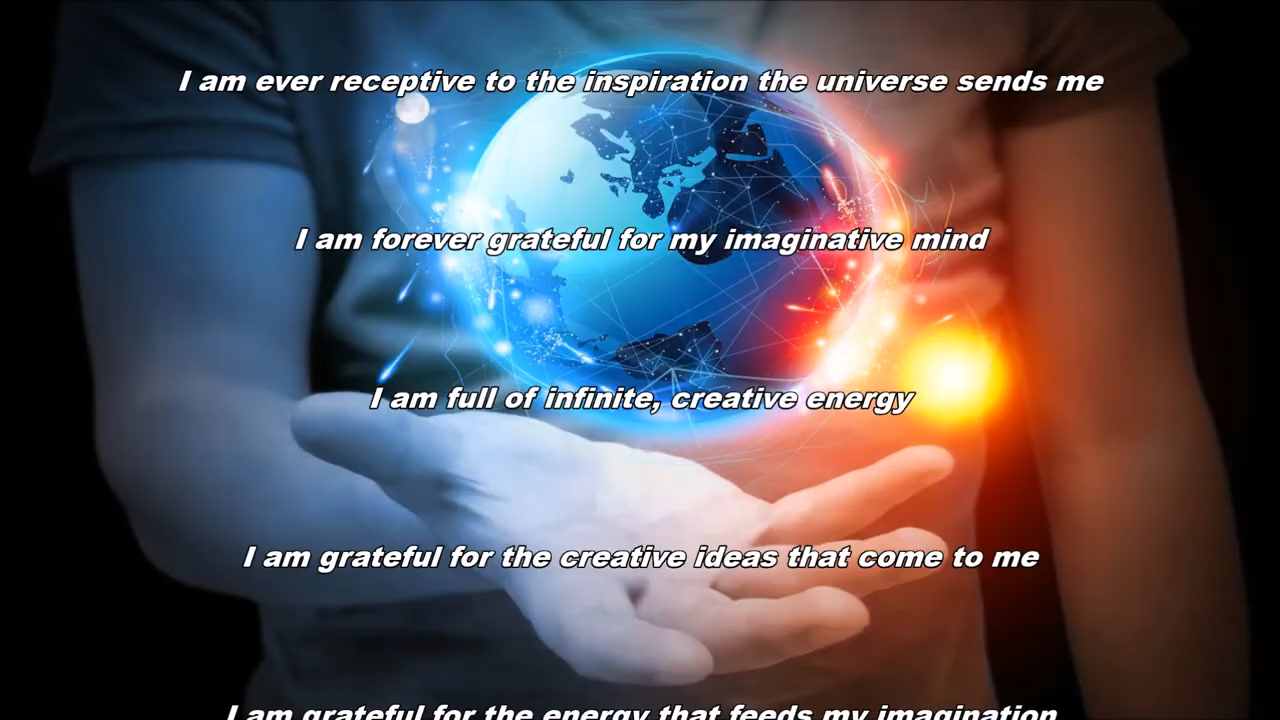 I am ever receptive to the inspiration the universe sends me
I am forever grateful for my imaginative mind
I am full of infinite, creative energy
I am grateful for the creative ideas that come to me
I am grateful for the energy that feeds my imagination